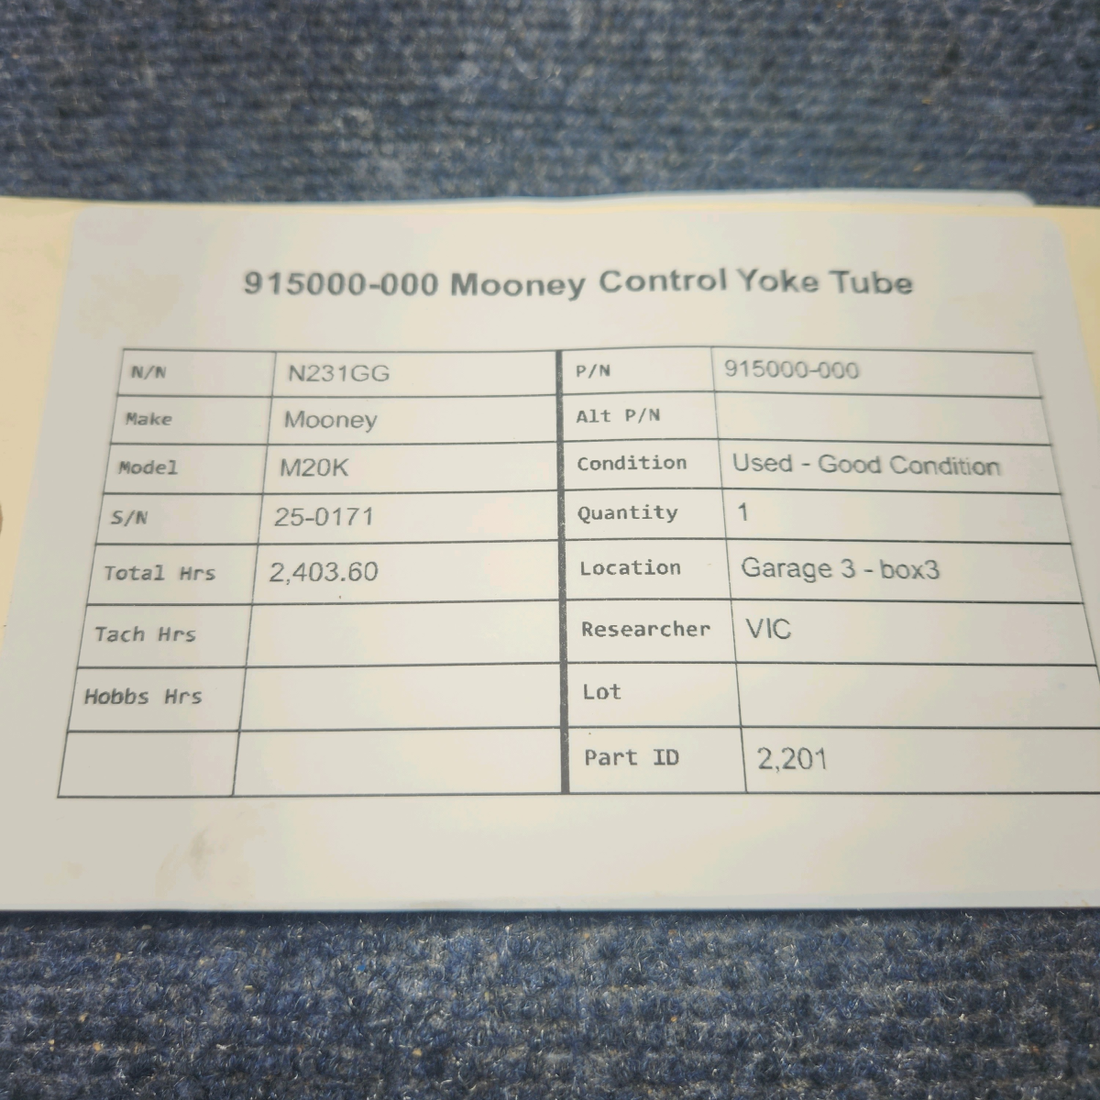 915000-000 Mooney Control Yoke Tube
N/N N231GG P/N 915000-000
Make Mooney Alt P/N
Model M20K Condition Used - Good Condition
S/N 25-0171 Quantity 1
Total Hrs 2,403.60 Location Garage 3 - box3
Tach Hrs Researcher VIC
Hobbs Hrs Lot
Part ID 2,201